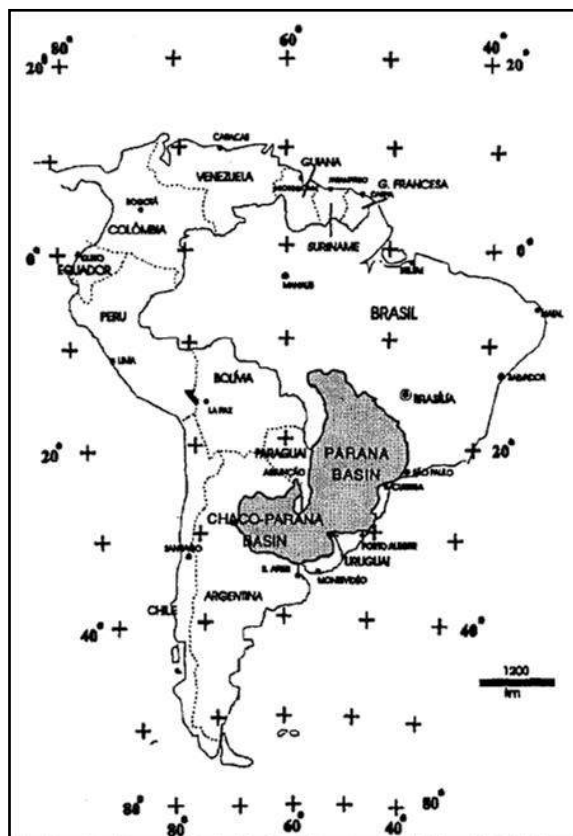 80° 60° 40°
20° 20°
CARACAS
GUIANA
VENEZUELA
G. FRANCESA
BOGOTÁ
COLÔMBIA
SURINAME
0° QUITO 0°
EQUADOR
BELÉM
MANAUS
PERU BRASIL NATAL
LIMA
BOLÍVIA
SALVADOR
LA PAZ BRASÍLIA
PARAGUAI PARANA
20° BASIN 20°
SÃO PAULO
CHACO-PARANA
BASIN
PORTO ALEGRE
SANTIAGO URUGUAI
B. AIRES MONTEVIDÉO
CHILE ARGENTINA
40° 40°
1200
km
80° 60° 40° 80°
80°